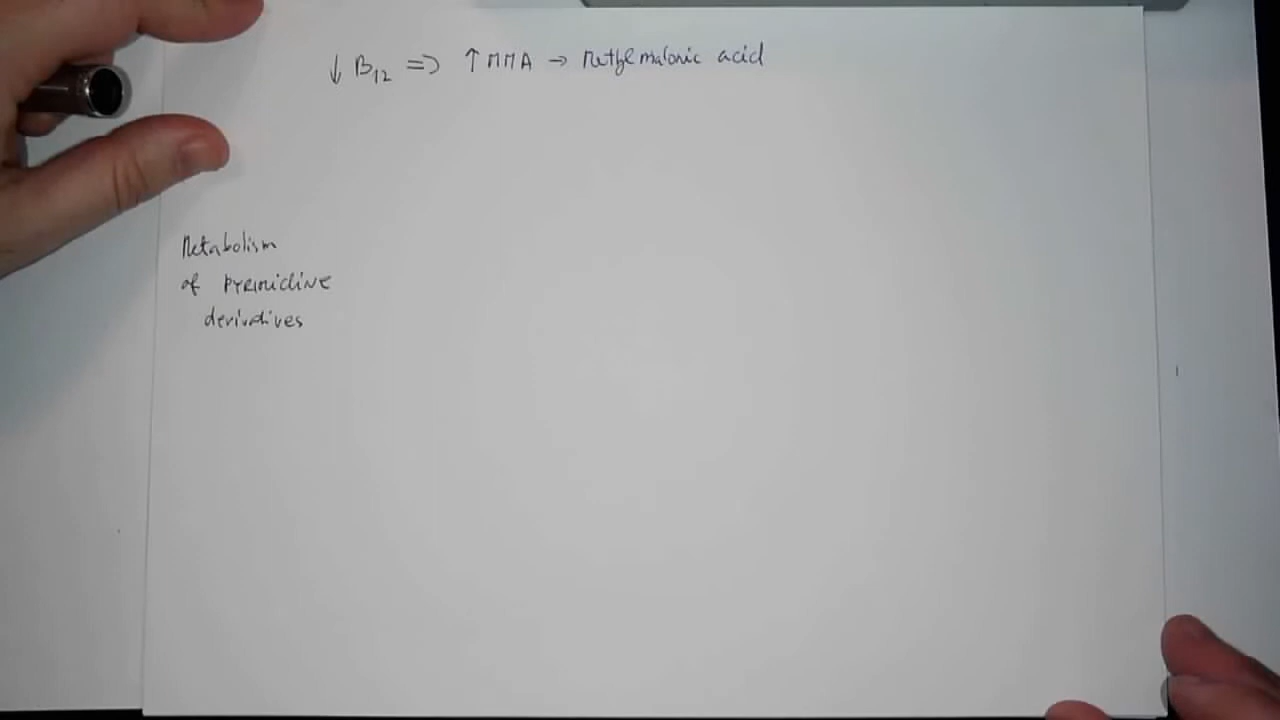 ↓ B12 => ↑ MMA → Methylmalonic acid
Metabolism
of pyrimidine
derivatives